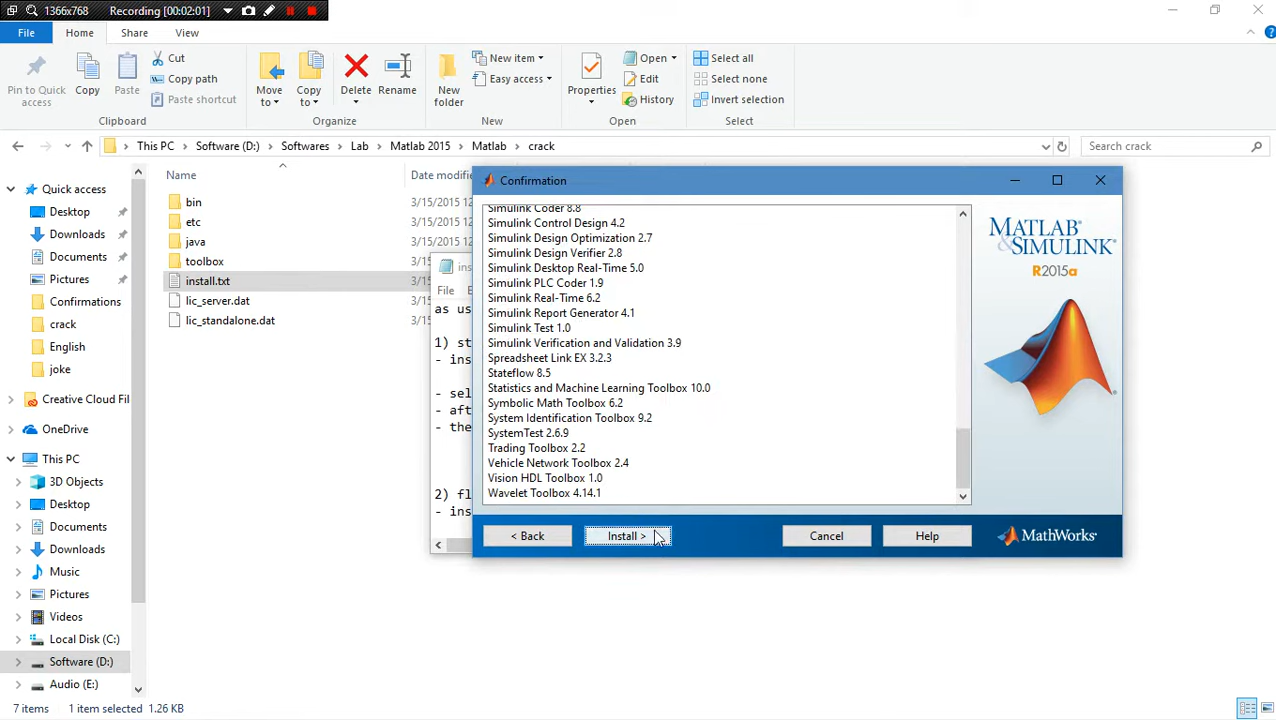 1366x768 Recording [00:02:01]
File Home Share View
Pin to Quick access
Copy
Paste
Cut
Copy path
Paste shortcut
Clipboard
Move to
Copy to
Delete
Rename
Organize
New folder
New item
Easy access
New
Properties
Open
Edit
History
Open
Select all
Select none
Invert selection
Select
This PC > Software (D:) > Softwares > Lab > Matlab 2015 > Matlab > crack
Search crack
Quick access
Desktop
Downloads
Documents
Pictures
Confirmations
crack
English
joke
Creative Cloud Fil
OneDrive
This PC
3D Objects
Desktop
Documents
Downloads
Music
Pictures
Videos
Local Disk (C:)
Software (D:)
Audio (E:)
Name Date modifie
bin 3/15/2015 12
etc 3/15/2015 12
java 3/15/2015 12
toolbox 3/15/2015 12
install.txt 3/15
lic_server.dat 3/15
lic_standalone.dat 3/15
ins
File E
as us
1) st
- ins
- sel
- aft
- the
2) fl
- ins
Confirmation
Simulink Coder 8.8
Simulink Control Design 4.2
Simulink Design Optimization 2.7
Simulink Design Verifier 2.8
Simulink Desktop Real-Time 5.0
Simulink PLC Coder 1.9
Simulink Real-Time 6.2
Simulink Report Generator 4.1
Simulink Test 1.0
Simulink Verification and Validation 3.9
Spreadsheet Link EX 3.2.3
Stateflow 8.5
Statistics and Machine Learning Toolbox 10.0
Symbolic Math Toolbox 6.2
System Identification Toolbox 9.2
SystemTest 2.6.9
Trading Toolbox 2.2
Vehicle Network Toolbox 2.4
Vision HDL Toolbox 1.0
Wavelet Toolbox 4.14.1
MATLAB®
&SIMULINK®
R2015a
< Back Install > Cancel Help MathWorks®
7 items 1 item selected 1.26 KB